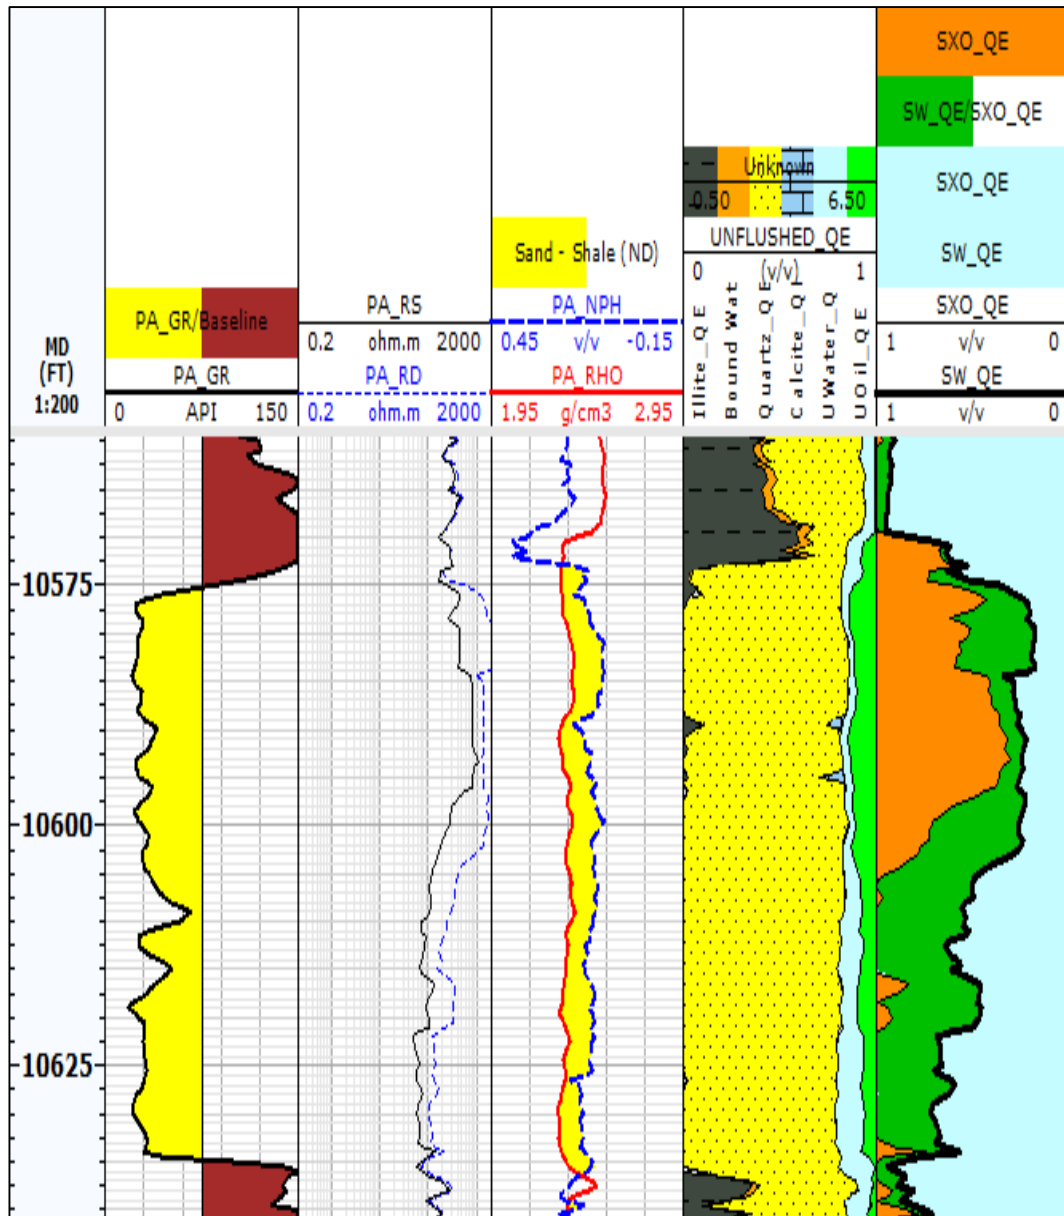 SXO_QE
SW_QE/SXO_QE
Unknown
SXO_QE
0.50 6.50
UNFLUSHED_QE
Sand - Shale (ND)
SW_QE
0 (v/v) 1
PA_GR/Baseline
PA_RS
PA_NPH
SXO_QE
0.2 ohm.m 2000
0.45 v/v -0.15
1 v/v 0
MD
(FT)
1:200
PA_GR
PA_RD
PA_RHO
SW_QE
0 API 150
0.2 ohm.m 2000
1.95 g/cm3 2.95
1 v/v 0
Illite_QE
Bound Wat
Quartz_QE
Calcite_QE
UWater_Q
UOil_QE
10575
10600
10625